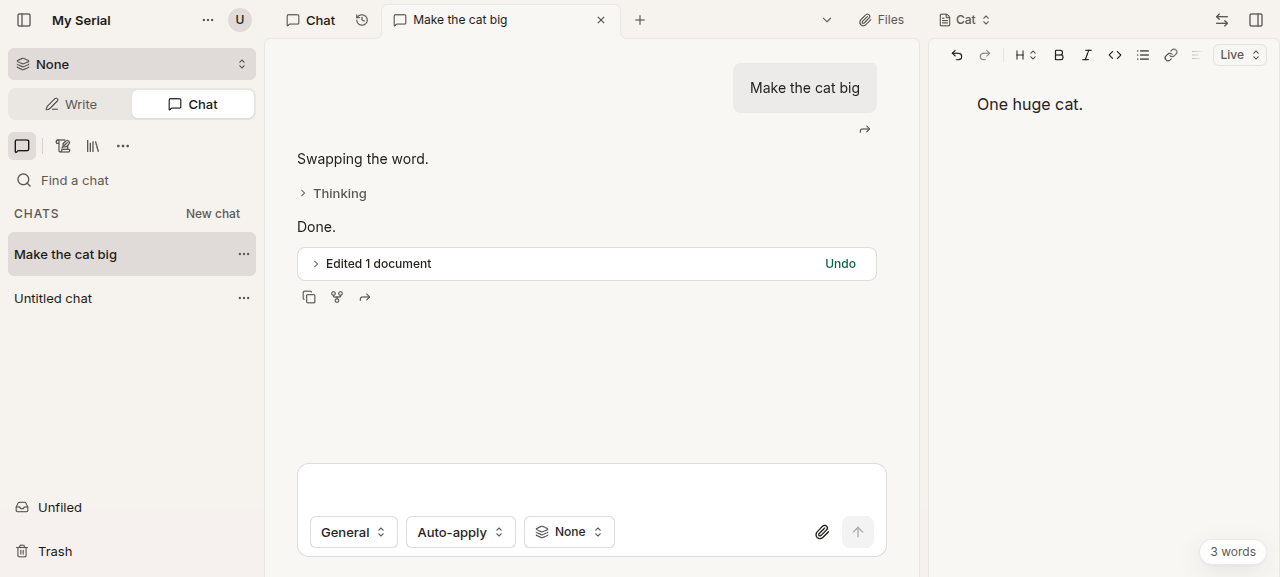 My Serial
U
None
Write
Chat
Find a chat
CHATS
New chat
Make the cat big
Untitled chat
Unfiled
Trash
Chat
Make the cat big
Files
Make the cat big
Swapping the word.
Thinking
Done.
Edited 1 document
Undo
General
Auto-apply
None
Cat
H
B
I
Live
One huge cat.
3 words